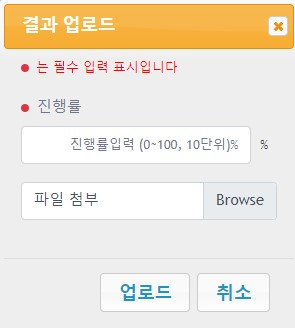 결과 업로드
는 필수 입력 표시입니다
진행률
진행률입력 (0~100, 10단위)% %
파일 첨부 Browse
업로드 취소